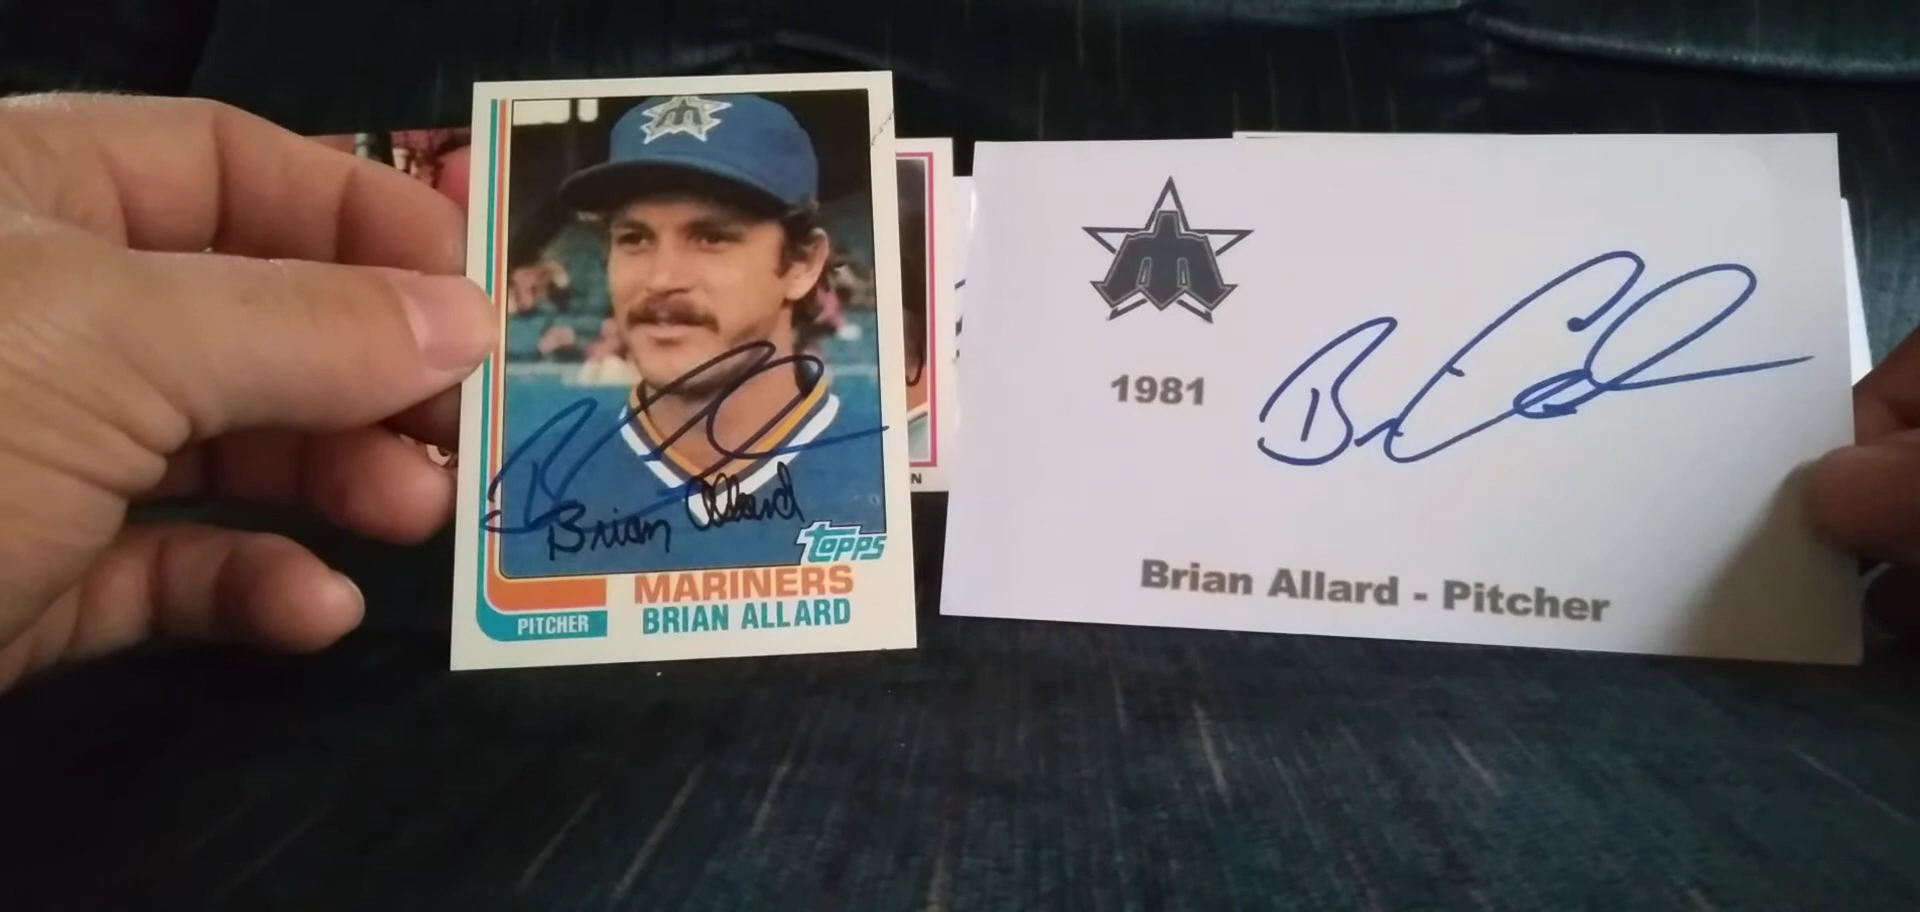 Brian Allard
topps
MARINERS
PITCHER
BRIAN ALLARD
N
1981
Brian Allard - Pitcher